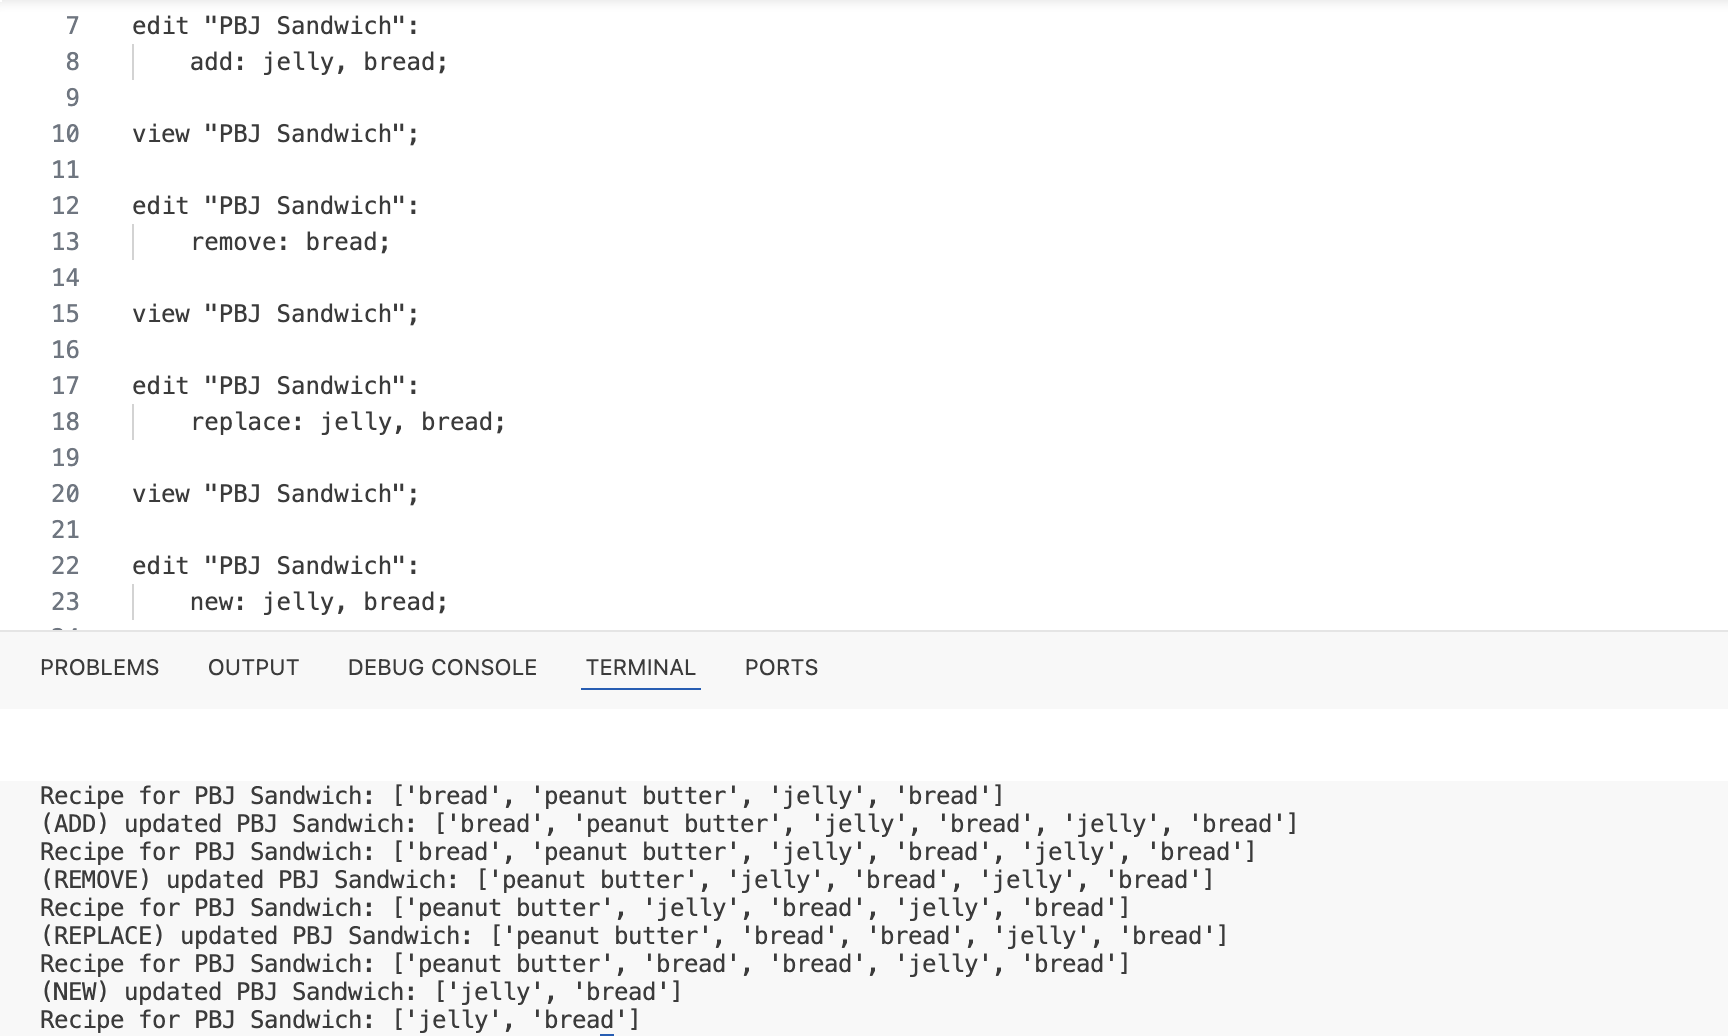 7 edit "PBJ Sandwich":
8 add: jelly, bread;
9
10 view "PBJ Sandwich";
11
12 edit "PBJ Sandwich":
13 remove: bread;
14
15 view "PBJ Sandwich";
16
17 edit "PBJ Sandwich":
18 replace: jelly, bread;
19
20 view "PBJ Sandwich";
21
22 edit "PBJ Sandwich":
23 new: jelly, bread;
PROBLEMS OUTPUT DEBUG CONSOLE TERMINAL PORTS
Recipe for PBJ Sandwich: ['bread', 'peanut butter', 'jelly', 'bread']
(ADD) updated PBJ Sandwich: ['bread', 'peanut butter', 'jelly', 'bread', 'jelly', 'bread']
Recipe for PBJ Sandwich: ['bread', 'peanut butter', 'jelly', 'bread', 'jelly', 'bread']
(REMOVE) updated PBJ Sandwich: ['peanut butter', 'jelly', 'bread', 'jelly', 'bread']
Recipe for PBJ Sandwich: ['peanut butter', 'jelly', 'bread', 'jelly', 'bread']
(REPLACE) updated PBJ Sandwich: ['peanut butter', 'bread', 'bread', 'jelly', 'bread']
Recipe for PBJ Sandwich: ['peanut butter', 'bread', 'bread', 'jelly', 'bread']
(NEW) updated PBJ Sandwich: ['jelly', 'bread']
Recipe for PBJ Sandwich: ['jelly', 'bread']